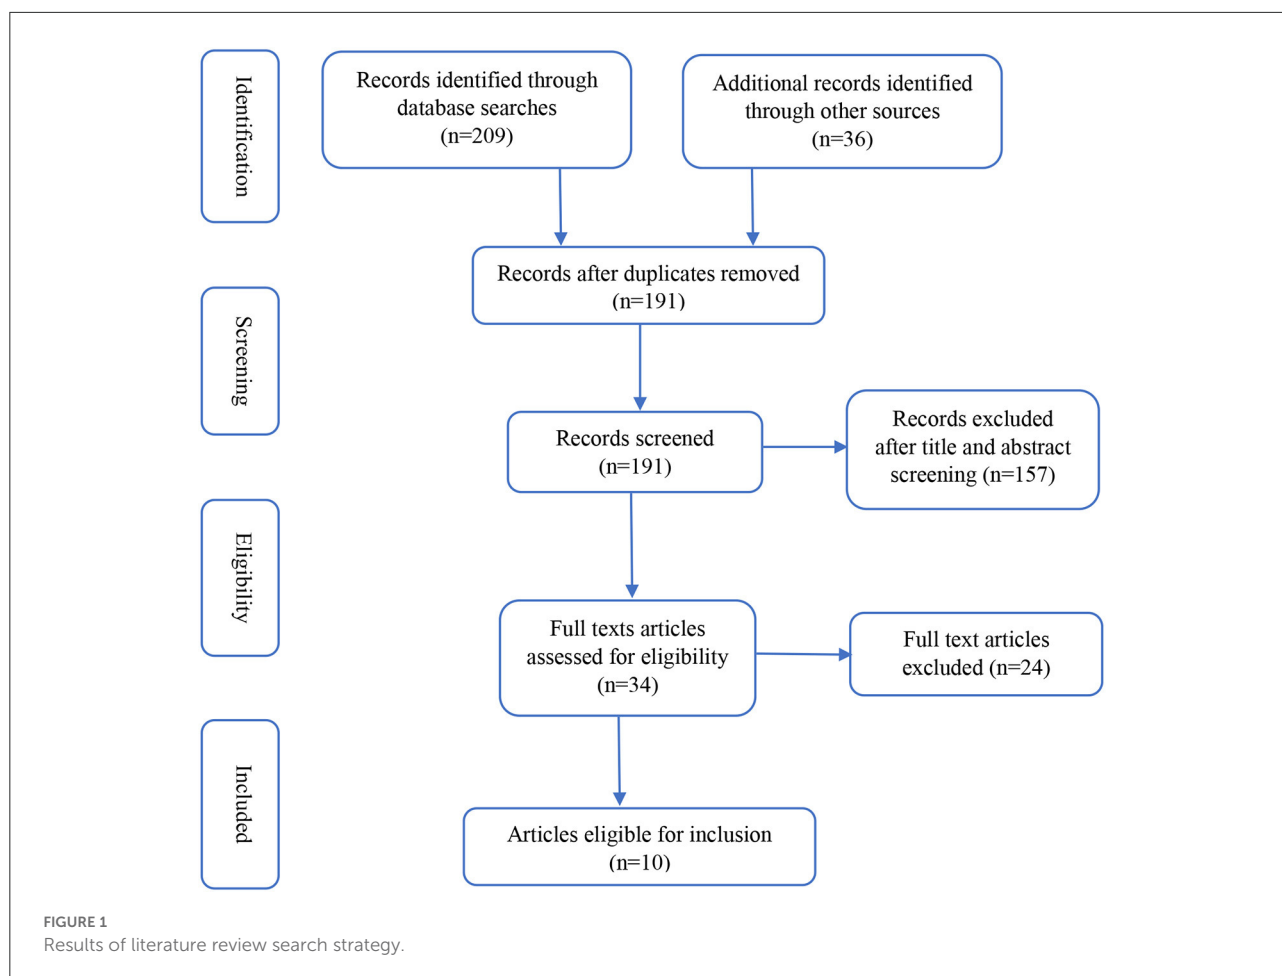 Identification
Records identified through
database searches
(n=209)
Additional records identified
through other sources
(n=36)
Records after duplicates removed
(n=191)
Screening
Records screened
(n=191)
Records excluded
after title and abstract
screening (n=157)
Eligibility
Full texts articles
assessed for eligibility
(n=34)
Full text articles
excluded (n=24)
Included
Articles eligible for inclusion
(n=10)
FIGURE 1
Results of literature review search strategy.